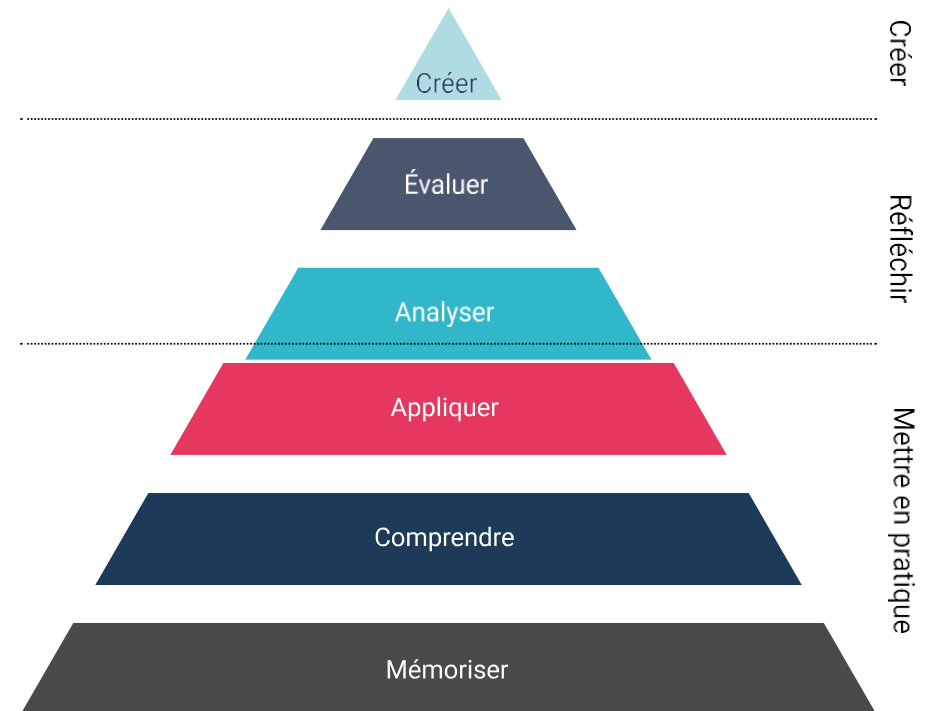 Créer
Créer
Évaluer
Réfléchir
Analyser
Appliquer
Mettre en pratique
Comprendre
Mémoriser